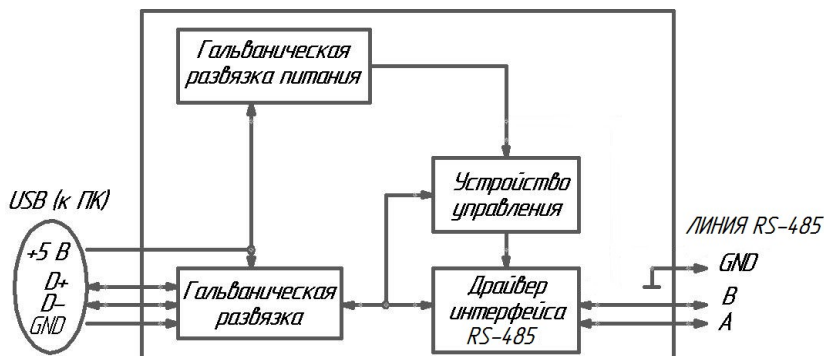 Гальваническая
развязка питания
USB (к ПК)
Устройство
управления
ЛИНИЯ RS-485
+5 В
D+
D-
GND
Гальваническая
развязка
Драйвер
интерфейса
RS-485
GND
B
A